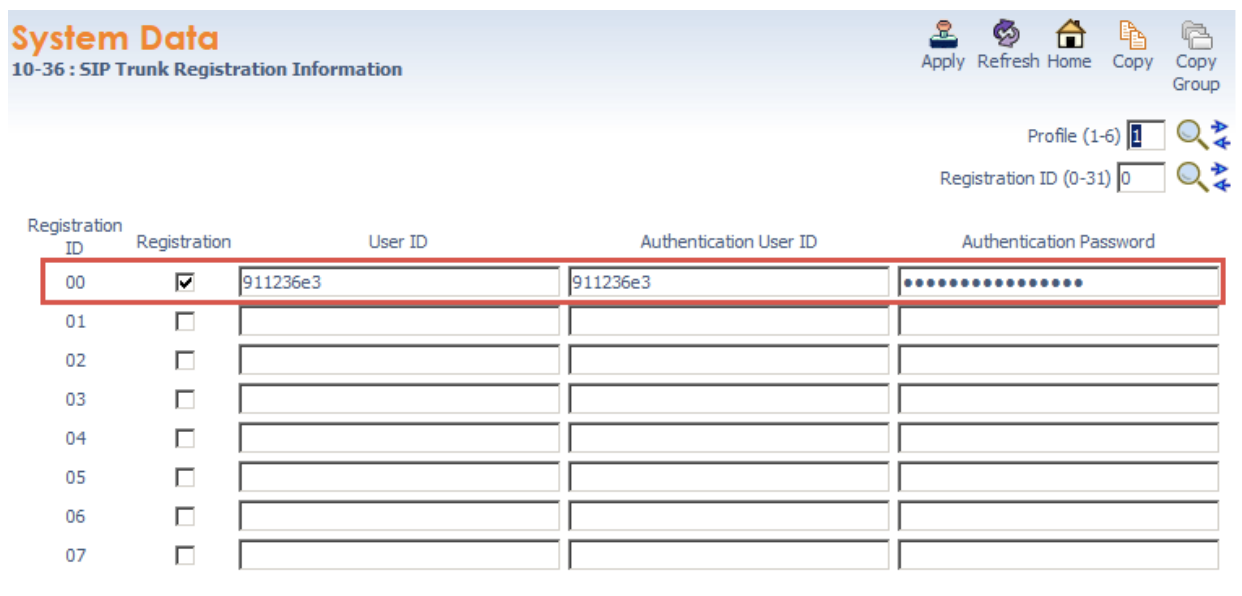 System Data
10-36 : SIP Trunk Registration Information
Apply Refresh Home Copy Copy Group
Profile (1-6) 1
Registration ID (0-31) 0
Registration ID Registration User ID Authentication User ID Authentication Password
00 911236e3 911236e3 ••••••••••••••••
01
02
03
04
05
06
07